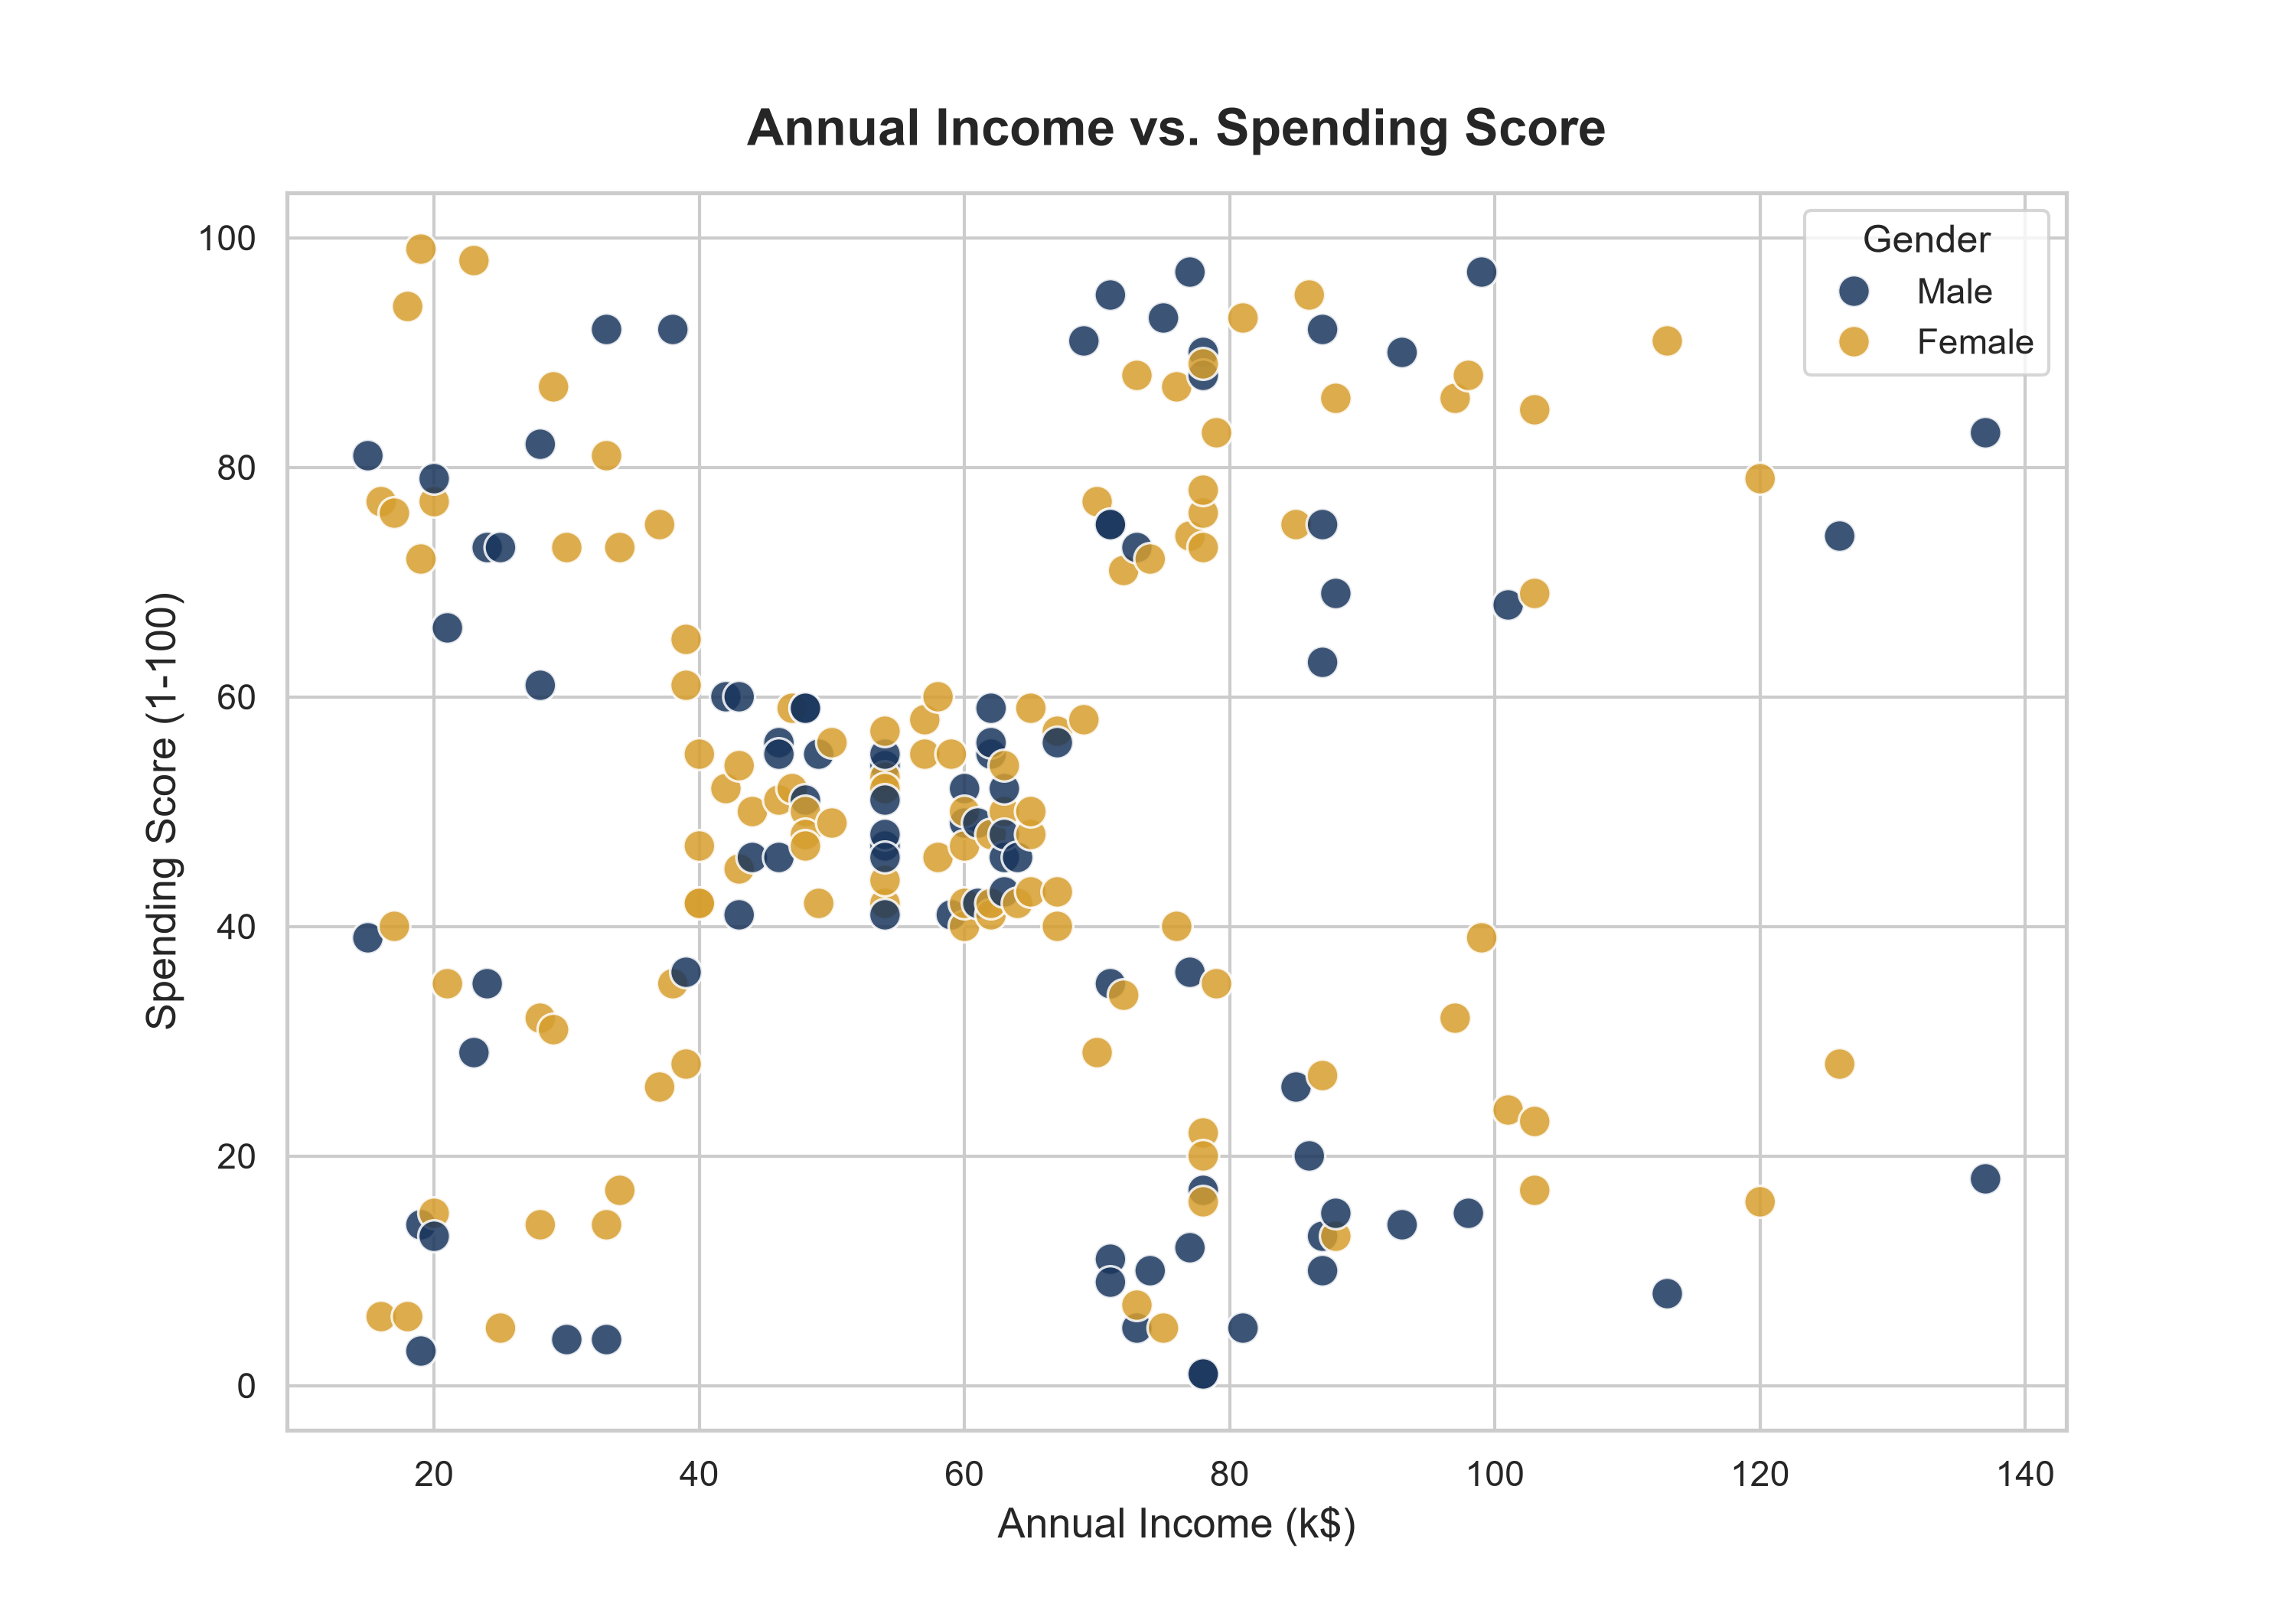 Annual Income vs. Spending Score
Gender
Male
Female
Spending Score (1-100)
100
80
60
40
20
0
20 40 60 80 100 120 140
Annual Income (k$)